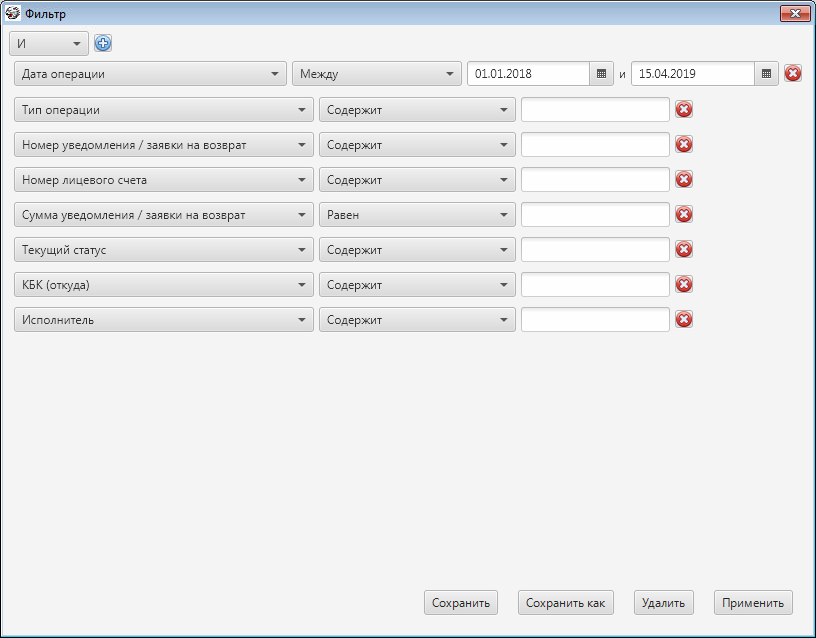 Фильтр
И
Дата операции Между 01.01.2018 и 15.04.2019
Тип операции Содержит
Номер уведомления / заявки на возврат Содержит
Номер лицевого счета Содержит
Сумма уведомления / заявки на возврат Равен
Текущий статус Содержит
КБК (откуда) Содержит
Исполнитель Содержит
Сохранить Сохранить как Удалить Применить